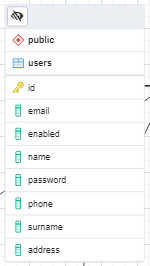 public
users
id
email
enabled
name
password
phone
surname
address